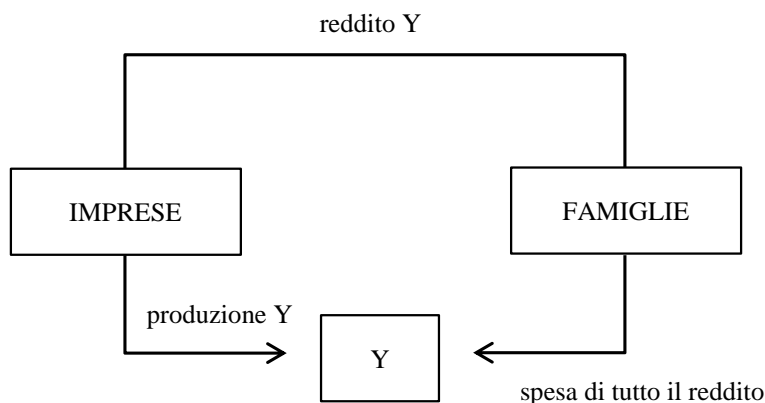 reddito Y
IMPRESE
FAMIGLIE
produzione Y
Y
spesa di tutto il reddito